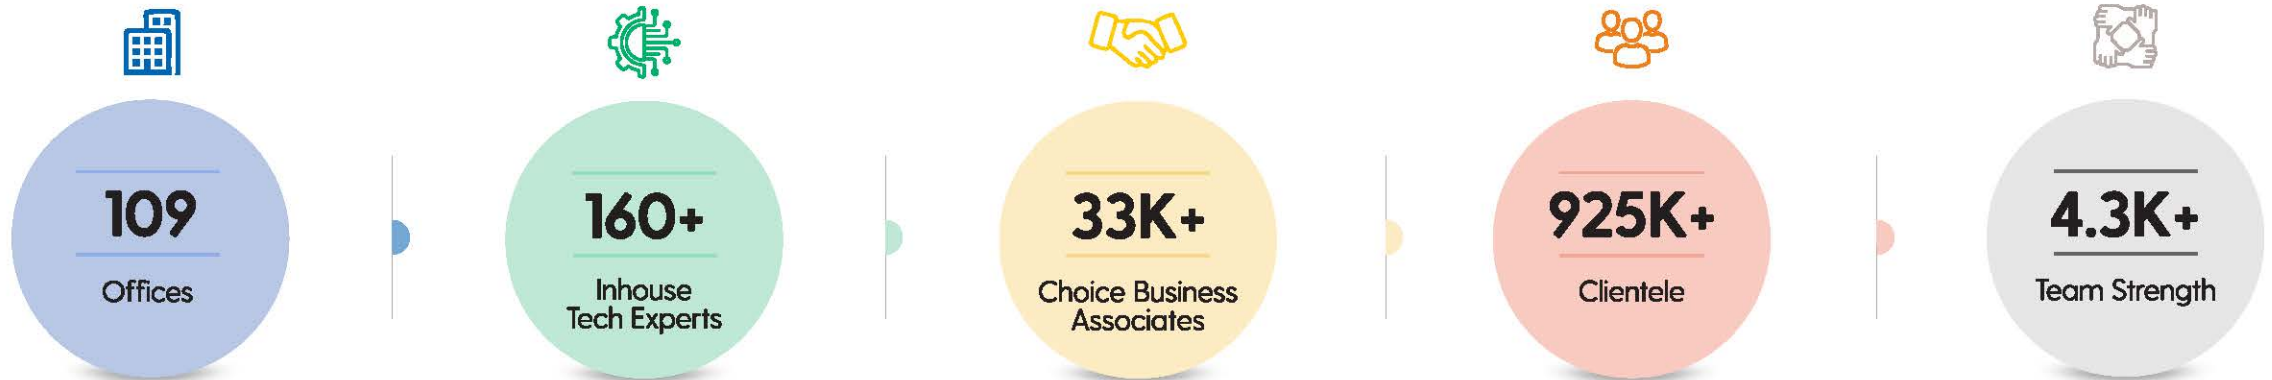 109
Offices
160+
Inhouse
Tech Experts
33K+
Choice Business
Associates
925K+
Clientele
4.3K+
Team Strength